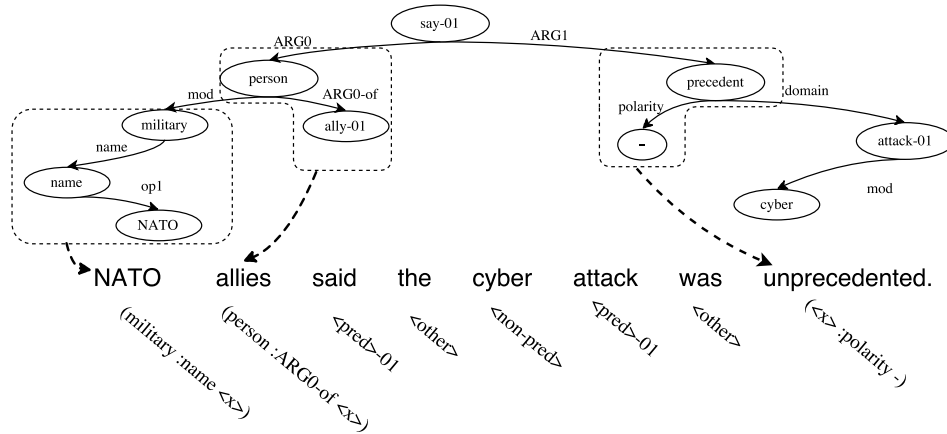 say-01
ARG0
ARG1
person
precedent
mod
ARG0-of
polarity
domain
military
ally-01
-
attack-01
name
name
op1
mod
cyber
NATO
NATO allies said the cyber attack was unprecedented.
(military :name <x>)
(person :ARG0-of <x>)
<pred>-01
<other>
<non-pred>
<pred>-01
<other>
(<x> :polarity -)